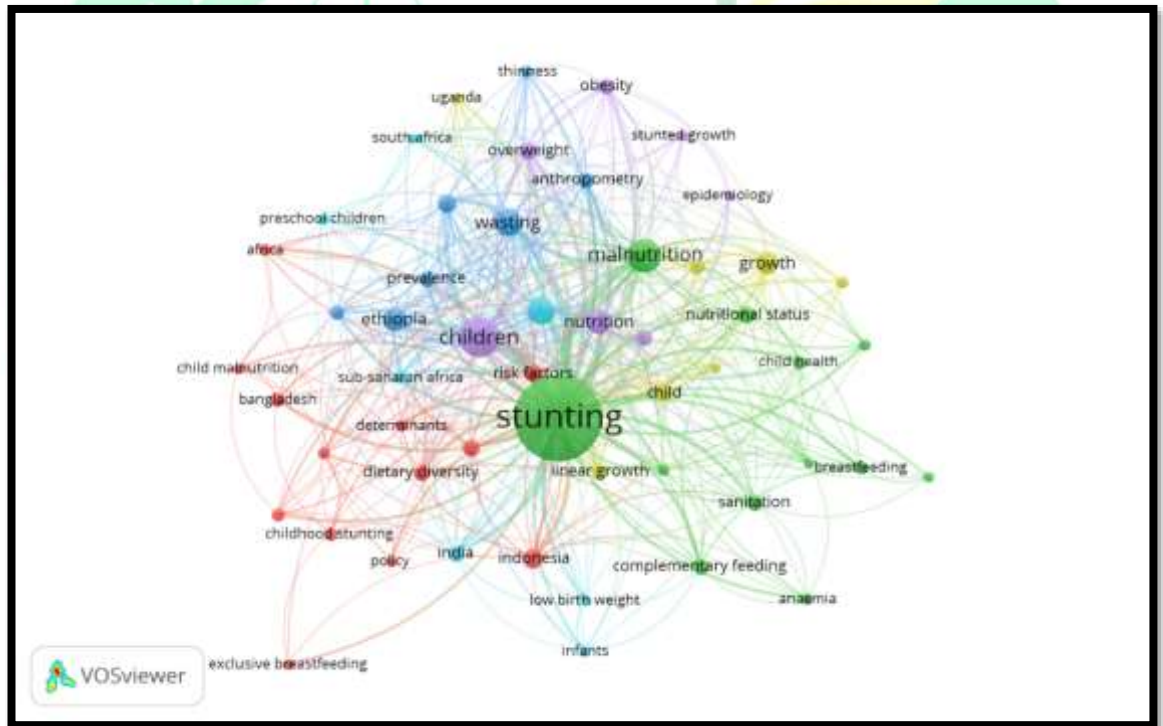 thinness
obesity
uganda
south africa
stunted growth
overweight
anthropometry
epidemiology
preschool children
wasting
africa
malnutrition
growth
prevalence
ethiopia
nutrition
nutritional status
children
child malnutrition
sub-saharan africa
risk factors
child health
bangladesh
child
stunting
determinants
dietary diversity
linear growth
breastfeeding
sanitation
childhood stunting
policy
india
indonesia
complementary feeding
low birth weight
anaemia
infants
exclusive breastfeeding
VOSviewer